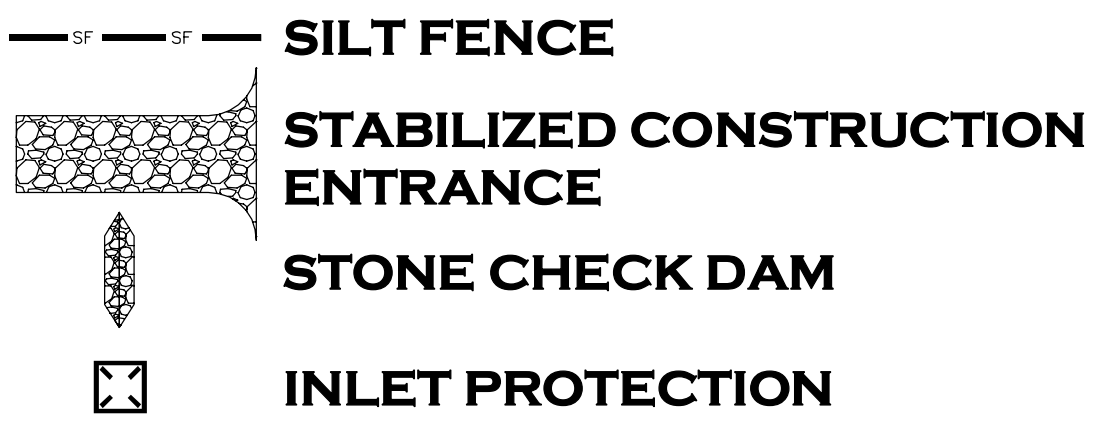 SF SF SILT FENCE
STABILIZED CONSTRUCTION
ENTRANCE
STONE CHECK DAM
INLET PROTECTION